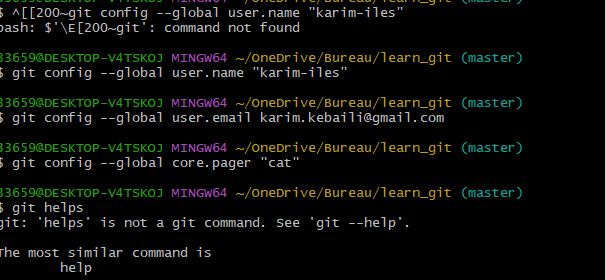 $ ^[[200~git config --global user.name "karim-iles"
bash: $'\E[200~git': command not found
33659@DESKTOP-V4TSKOJ MINGW64 ~/OneDrive/Bureau/learn_git (master)
$ git config --global user.name "karim-iles"
33659@DESKTOP-V4TSKOJ MINGW64 ~/OneDrive/Bureau/learn_git (master)
$ git config --global user.email karim.kebaili@gmail.com
33659@DESKTOP-V4TSKOJ MINGW64 ~/OneDrive/Bureau/learn_git (master)
$ git config --global core.pager "cat"
33659@DESKTOP-V4TSKOJ MINGW64 ~/OneDrive/Bureau/learn_git (master)
$ git helps
git: 'helps' is not a git command. See 'git --help'.
The most similar command is
help